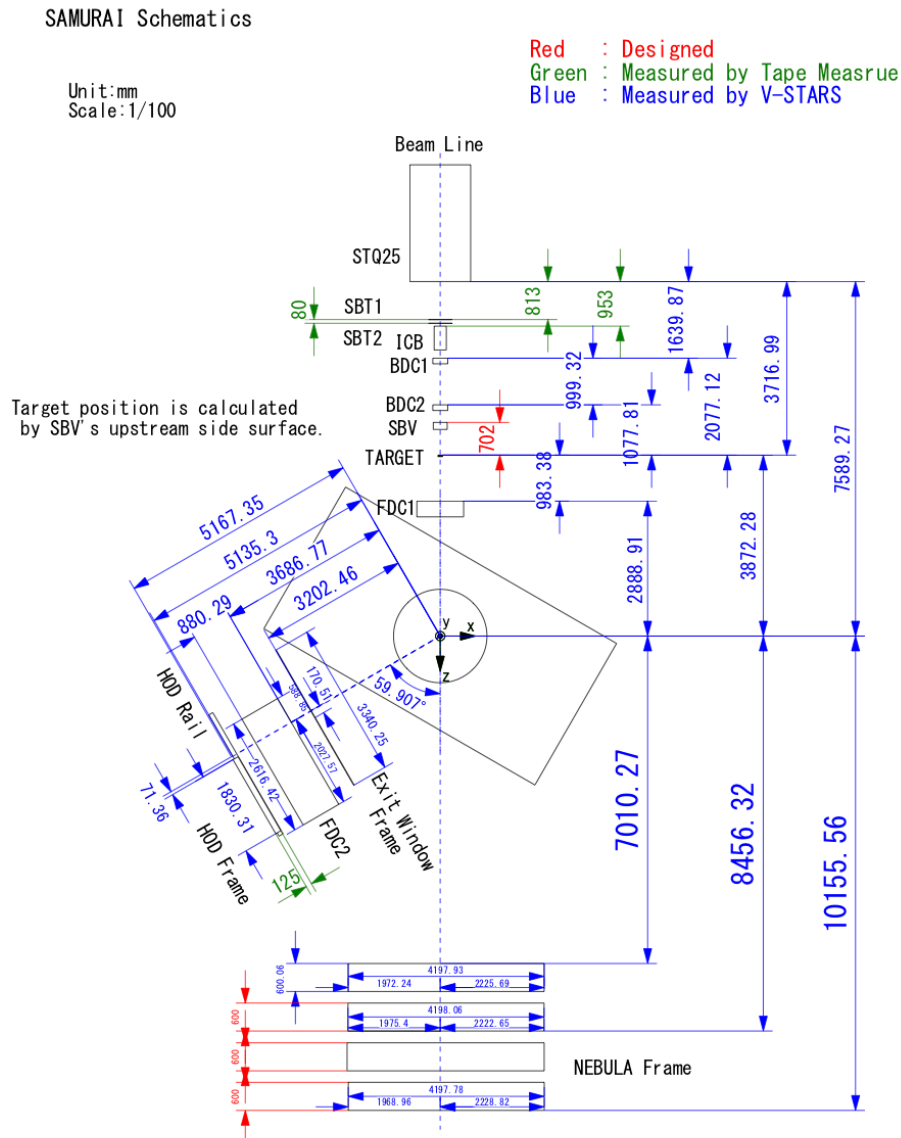 SAMURAI Schematics
Red : Designed
Green : Measured by Tape Measrue
Blue : Measured by V-STARS
Unit:mm
Scale:1/100
Beam Line
STQ25
SBT1
SBT2
80
ICB
BDC1
BDC2
SBV
TARGET
FDC1
813
953
1639.87
999.32
3716.99
2077.12
1077.81
702
983.38
7589.27
2888.91
3872.28
Target position is calculated
by SBV's upstream side surface.
5167.35
5135.3
3686.77
3202.46
880.29
y
x
z
59.907°
170.51
588.85
3340.25
2027.57
2616.42
HOD Rail
71.36
1830.31
HOD Frame
125
FDC2
Exit Window
Frame
7010.27
8456.32
10155.56
600.06
4197.93
1972.24
2225.69
600
4198.06
1975.4
2222.65
600
NEBULA Frame
600
4197.78
1968.96
2228.82